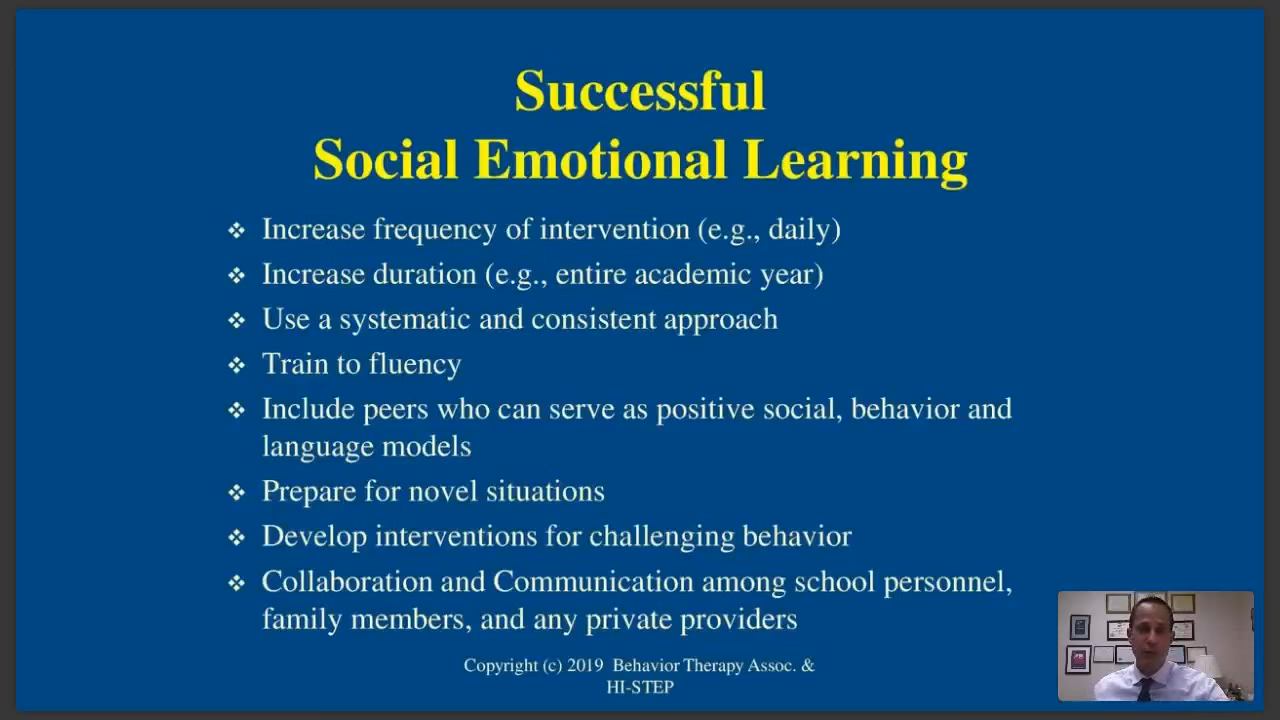 Successful
Social Emotional Learning
❖ Increase frequency of intervention (e.g., daily)
❖ Increase duration (e.g., entire academic year)
❖ Use a systematic and consistent approach
❖ Train to fluency
❖ Include peers who can serve as positive social, behavior and
language models
❖ Prepare for novel situations
❖ Develop interventions for challenging behavior
❖ Collaboration and Communication among school personnel,
family members, and any private providers
Copyright (c) 2019 Behavior Therapy Assoc. &
HI-STEP